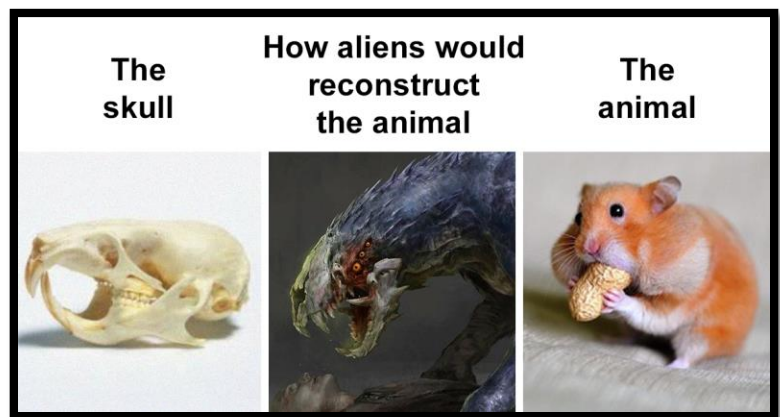 The
skull
How aliens would
reconstruct
the animal
The
animal